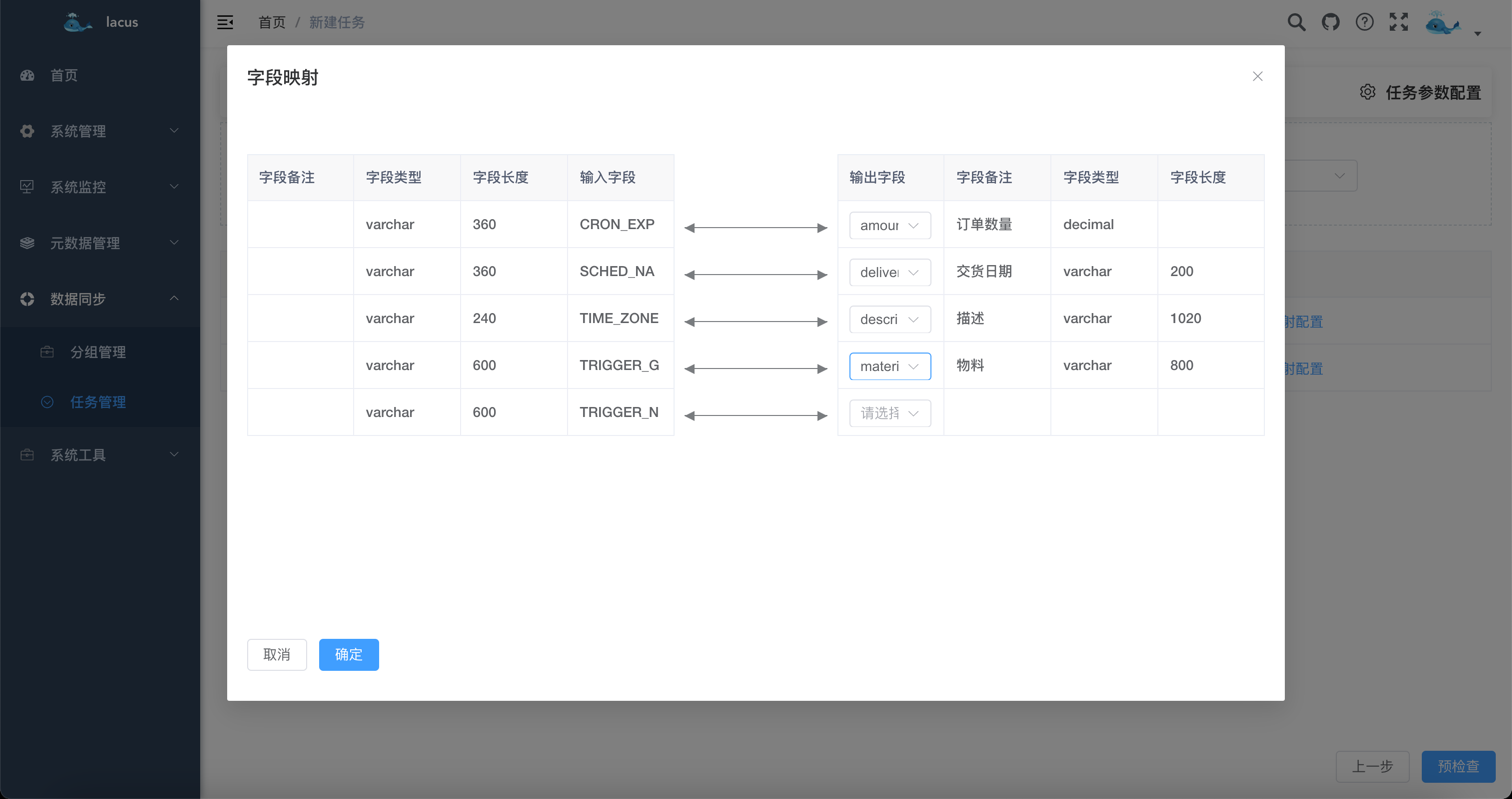 lacus
首页 / 新建任务
首页
系统管理
系统监控
元数据管理
数据同步
分组管理
任务管理
系统工具
任务参数配置
字段映射
字段备注 字段类型 字段长度 输入字段 输出字段 字段备注 字段类型 字段长度
varchar 360 CRON_EXP amour 订单数量 decimal
varchar 360 SCHED_NA delive 交货日期 varchar 200
varchar 240 TIME_ZONE descri 描述 varchar 1020
varchar 600 TRIGGER_G materi 物料 varchar 800
varchar 600 TRIGGER_N 请选择
射配置
射配置
取消 确定
上一步 预检查